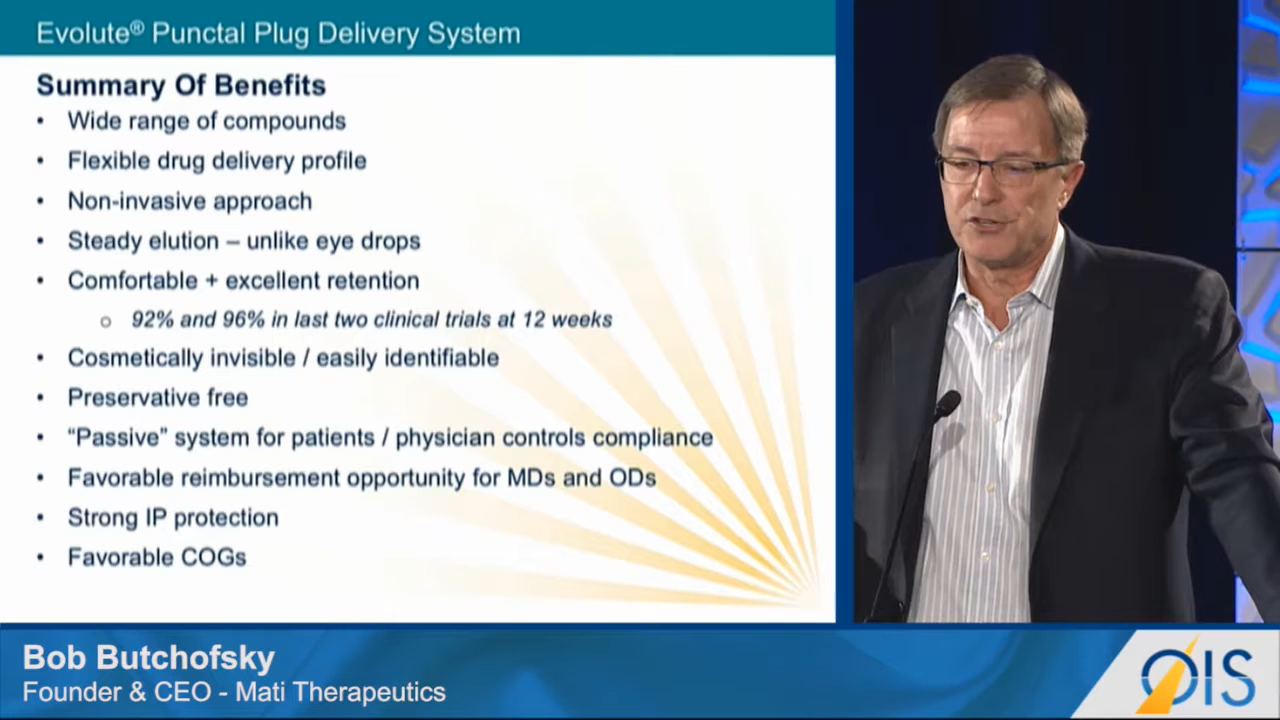 Evolute® Punctal Plug Delivery System
Summary Of Benefits
• Wide range of compounds
• Flexible drug delivery profile
• Non-invasive approach
• Steady elution – unlike eye drops
• Comfortable + excellent retention
o 92% and 96% in last two clinical trials at 12 weeks
• Cosmetically invisible / easily identifiable
• Preservative free
• “Passive” system for patients / physician controls compliance
• Favorable reimbursement opportunity for MDs and ODs
• Strong IP protection
• Favorable COGs
Bob Butchofsky
Founder & CEO - Mati Therapeutics
OIS